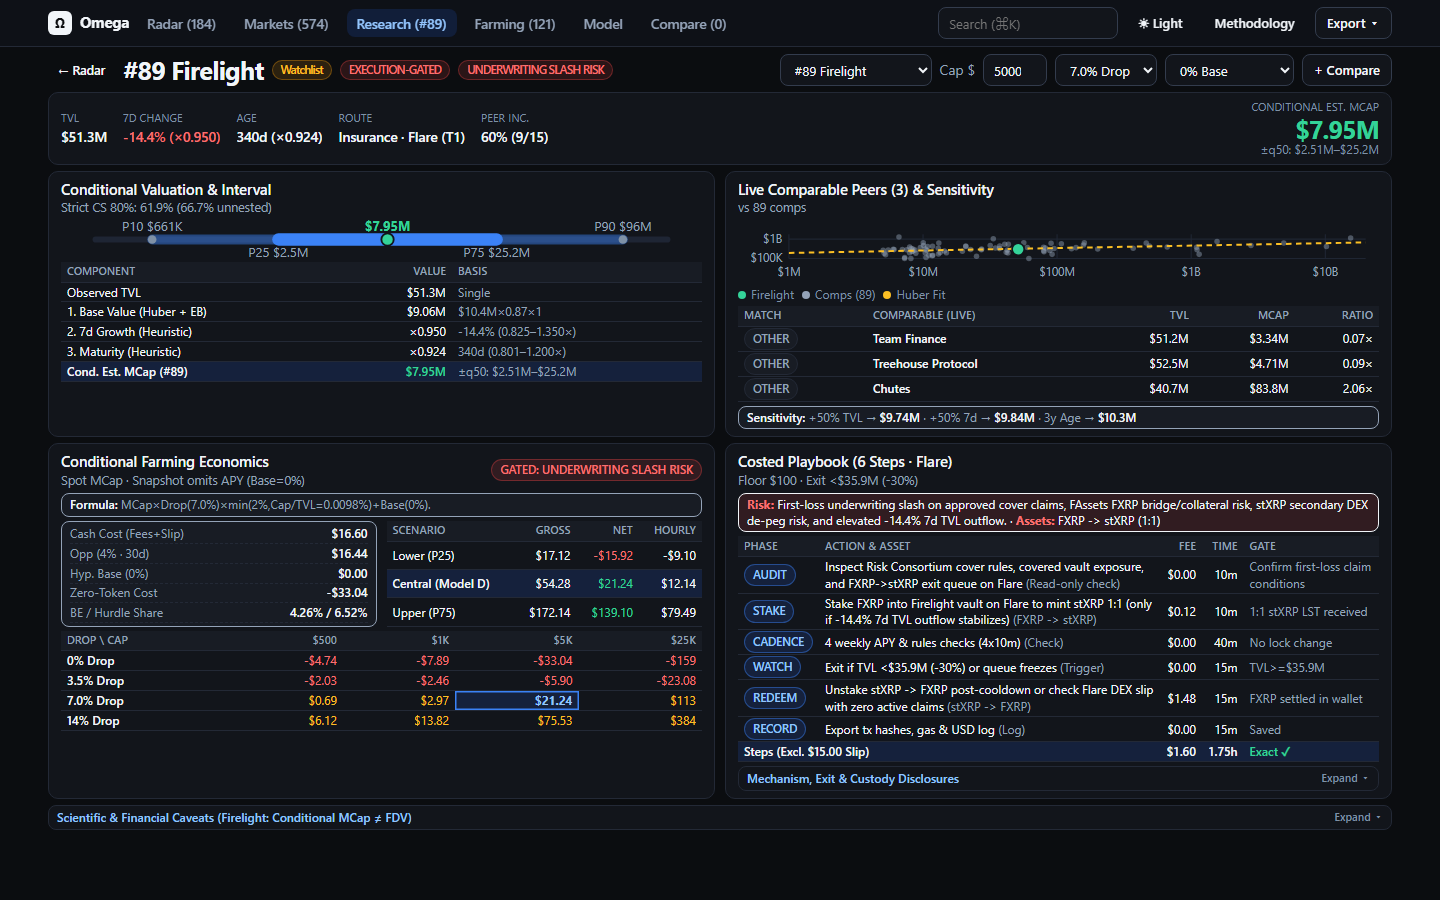 Ω Omega Radar (184) Markets (574) Research (#89) Farming (121) Model Compare (0) Search (⌘K) ☀ Light Methodology Export ▾
← Radar #89 Firelight Watchlist EXECUTION-GATED UNDERWRITING SLASH RISK #89 Firelight Cap $ 5000 7.0% Drop 0% Base + Compare
TVL 7D CHANGE AGE ROUTE PEER INC.
$51.3M -14.4% (×0.950) 340d (×0.924) Insurance · Flare (T1) 60% (9/15)
CONDITIONAL EST. MCAP
$7.95M
±q50: $2.51M–$25.2M
Conditional Valuation & Interval
Strict CS 80%: 61.9% (66.7% unnested)
P10 $661K $7.95M P90 $96M
P25 $2.5M P75 $25.2M
COMPONENT VALUE BASIS
Observed TVL $51.3M Single
1. Base Value (Huber + EB) $9.06M $10.4M×0.87×1
2. 7d Growth (Heuristic) ×0.950 -14.4% (0.825–1.350×)
3. Maturity (Heuristic) ×0.924 340d (0.801–1.200×)
Cond. Est. MCap (#89) $7.95M ±q50: $2.51M–$25.2M
Live Comparable Peers (3) & Sensitivity
vs 89 comps
$1B
$100K
$1M $10M $100M $1B $10B
Firelight Comps (89) Huber Fit
MATCH COMPARABLE (LIVE) TVL MCAP RATIO
OTHER Team Finance $51.2M $3.34M 0.07×
OTHER Treehouse Protocol $52.5M $4.71M 0.09×
OTHER Chutes $40.7M $83.8M 2.06×
Sensitivity: +50% TVL → $9.74M · +50% 7d → $9.84M · 3y Age → $10.3M
Conditional Farming Economics
Spot MCap · Snapshot omits APY (Base=0%)
GATED: UNDERWRITING SLASH RISK
Formula: MCap×Drop(7.0%)×min(2%,Cap/TVL=0.0098%)+Base(0%).
Cash Cost (Fees+Slip) $16.60
Opp (4% · 30d) $16.44
Hyp. Base (0%) $0.00
Zero-Token Cost -$33.04
BE / Hurdle Share 4.26% / 6.52%
SCENARIO GROSS NET HOURLY
Lower (P25) $17.12 -$15.92 -$9.10
Central (Model D) $54.28 $21.24 $12.14
Upper (P75) $172.14 $139.10 $79.49
DROP \ CAP $500 $1K $5K $25K
0% Drop -$4.74 -$7.89 -$33.04 -$159
3.5% Drop -$2.03 -$2.46 -$5.90 -$23.08
7.0% Drop $0.69 $2.97 $21.24 $113
14% Drop $6.12 $13.82 $75.53 $384
Costed Playbook (6 Steps · Flare)
Floor $100 · Exit <$35.9M (-30%)
Risk: First-loss underwriting slash on approved cover claims, FAssets FXRP bridge/collateral risk, stXRP secondary DEX
de-peg risk, and elevated -14.4% 7d TVL outflow. · Assets: FXRP -> stXRP (1:1)
PHASE ACTION & ASSET FEE TIME GATE
AUDIT Inspect Risk Consortium cover rules, covered vault exposure, $0.00 10m Confirm first-loss claim
and FXRP->stXRP exit queue on Flare (Read-only check) conditions
STAKE Stake FXRP into Firelight vault on Flare to mint stXRP 1:1 (only $0.12 10m 1:1 stXRP LST received
if -14.4% 7d TVL outflow stabilizes) (FXRP -> stXRP)
CADENCE 4 weekly APY & rules checks (4x10m) (Check) $0.00 40m No lock change
WATCH Exit if TVL <$35.9M (-30%) or queue freezes (Trigger) $0.00 15m TVL>=$35.9M
REDEEM Unstake stXRP -> FXRP post-cooldown or check Flare DEX slip $1.48 15m FXRP settled in wallet
with zero active claims (stXRP -> FXRP)
RECORD Export tx hashes, gas & USD log (Log) $0.00 15m Saved
Steps (Excl. $15.00 Slip) $1.60 1.75h Exact ✓
Mechanism, Exit & Custody Disclosures Expand ▾
Scientific & Financial Caveats (Firelight: Conditional MCap ≠ FDV) Expand ▾